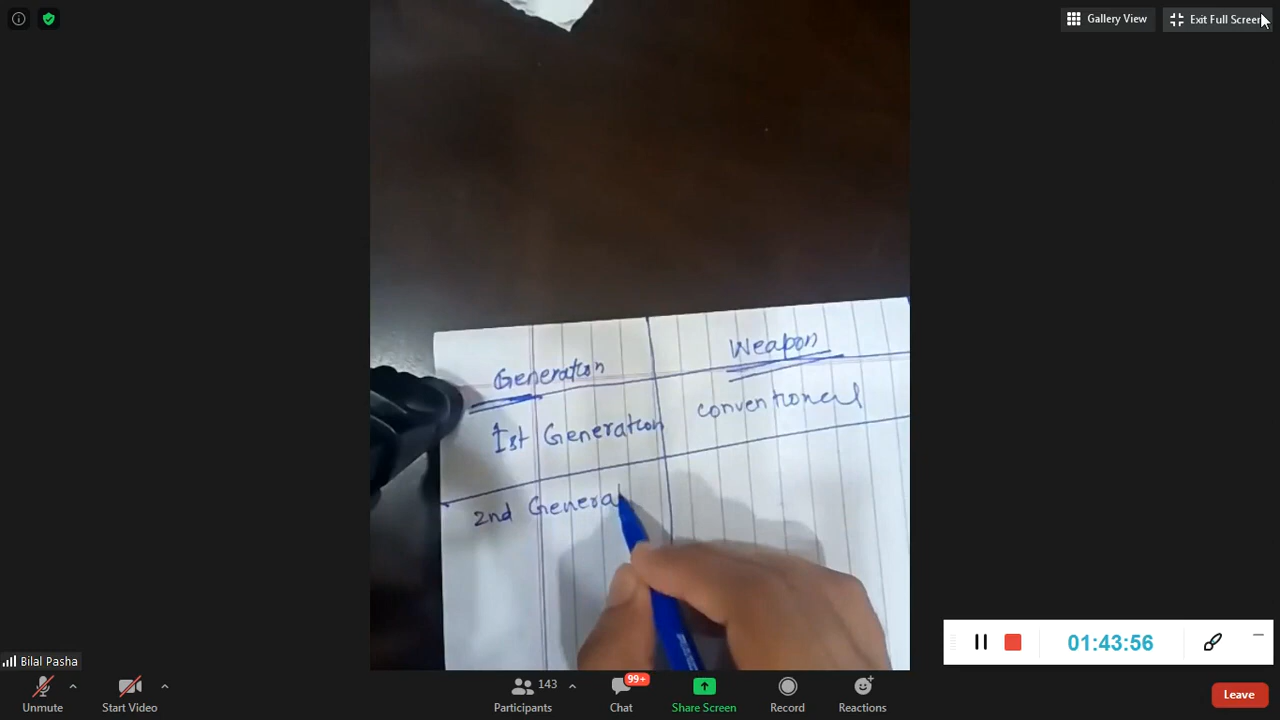 Gallery View
Exit Full Screen
Generation Weapon
1st Generation conventional
2nd Genera
01:43:56
Bilal Pasha
Unmute
Start Video
143
Participants
99+
Chat
Share Screen
Record
Reactions
Leave